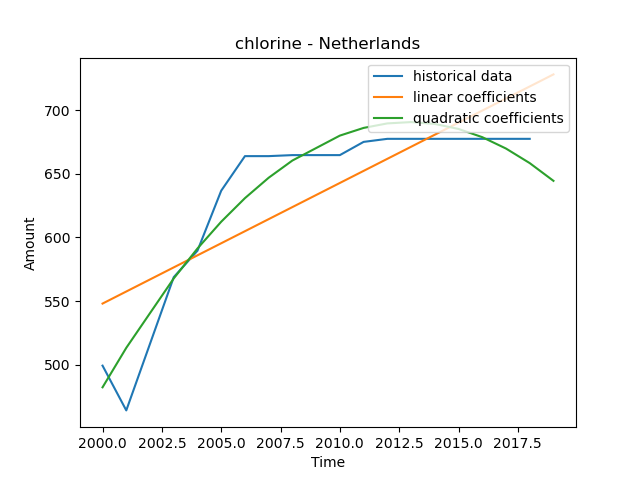 chlorine - Netherlands
historical data
linear coefficients
quadratic coefficients
Amount
700
650
600
550
500
2000.0 2002.5 2005.0 2007.5 2010.0 2012.5 2015.0 2017.5
Time